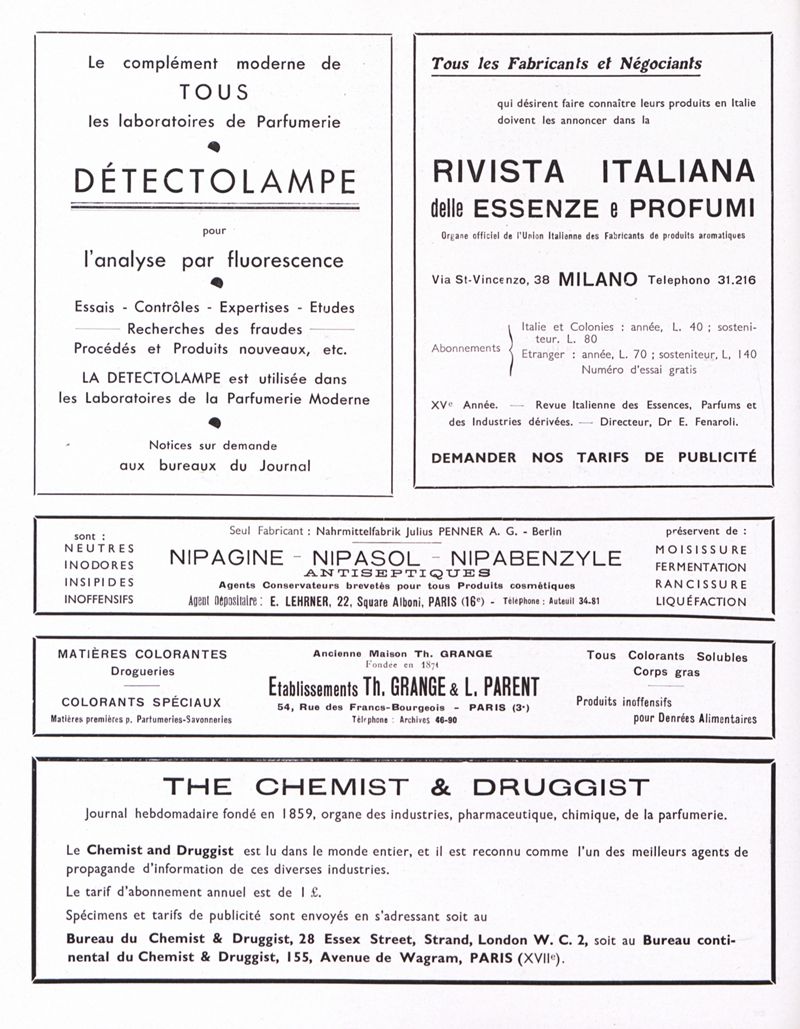 Le complément moderne de
TOUS
les laboratoires de Parfumerie
DÉTECTOLAMPE
pour
l'analyse par fluorescence
Essais - Contrôles - Expertises - Etudes
Recherches des fraudes
Procédés et Produits nouveaux, etc.
LA DETECTOLAMPE est utilisée dans
les Laboratoires de la Parfumerie Moderne
Notices sur demande
aux bureaux du Journal
Tous les Fabricants et Négociants
qui désirent faire connaître leurs produits en Italie
doivent les annoncer dans la
RIVISTA ITALIANA
delle ESSENZE e PROFUMI
Organe officiel de l'Union Italienne des Fabricants de produits aromatiques
Via St-Vincenzo, 38 MILANO Telephono 31.216
Abonnements
Italie et Colonies : année, L. 40 ; sosteni-
teur. L. 80
Etranger : année, L. 70 ; sosteniteur, L, 140
Numéro d'essai gratis
XVe Année. — Revue Italienne des Essences, Parfums et
des Industries dérivées. — Directeur, Dr E. Fenaroli.
DEMANDER NOS TARIFS DE PUBLICITÉ
sont :
NEUTRES
INODORES
INSIPIDES
INOFFENSIFS
Seul Fabricant : Nahrmittelfabrik Julius PENNER A. G. - Berlin
NIPAGINE - NIPASOL - NIPABENZYLE
ANTISEPTIQUES
Agents Conservateurs brevetés pour tous Produits cosmétiques
Agent Dépositaire : E. LEHRNER, 22, Square Alboni, PARIS (16e) - Téléphone : Auteuil 34-81
préservent de :
MOISISSURE
FERMENTATION
RANCISSURE
LIQUÉFACTION
MATIÈRES COLORANTES
Drogueries
COLORANTS SPÉCIAUX
Matières premières p. Parfumeries-Savonneries
Ancienne Maison Th. GRANGE
Fondée en 1871
Etablissements Th. GRANGE & L. PARENT
54, Rue des Francs-Bourgeois - PARIS (3e)
Téléphone : Archives 46-90
Tous Colorants Solubles
Corps gras
Produits inoffensifs
pour Denrées Alimentaires
THE CHEMIST & DRUGGIST
Journal hebdomadaire fondé en 1859, organe des industries, pharmaceutique, chimique, de la parfumerie.
Le Chemist and Druggist est lu dans le monde entier, et il est reconnu comme l'un des meilleurs agents de
propagande d'information de ces diverses industries.
Le tarif d'abonnement annuel est de 1 £.
Spécimens et tarifs de publicité sont envoyés en s'adressant soit au
Bureau du Chemist & Druggist, 28 Essex Street, Strand, London W. C. 2, soit au Bureau conti-
nental du Chemist & Druggist, 155, Avenue de Wagram, PARIS (XVIIe).